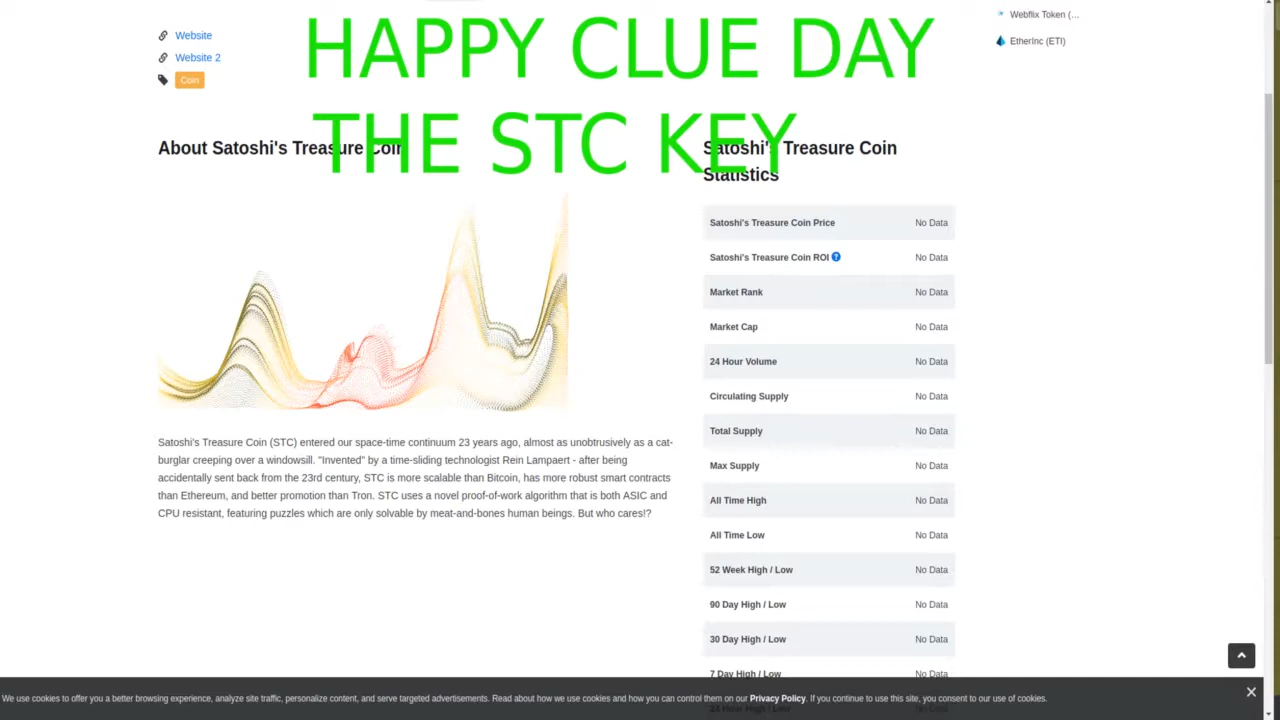 Webflix Token (...
HAPPY CLUE DAY
Website
EtherInc (ETI)
Website 2
Coin
THE STC KEY
About Satoshi's Treasure Coin
Satoshi's Treasure Coin
Statistics
Satoshi's Treasure Coin Price No Data
Satoshi's Treasure Coin ROI ? No Data
Market Rank No Data
Market Cap No Data
24 Hour Volume No Data
Circulating Supply No Data
Total Supply No Data
Max Supply No Data
All Time High No Data
All Time Low No Data
52 Week High / Low No Data
90 Day High / Low No Data
30 Day High / Low No Data
7 Day High / Low No Data
24 Hour High / Low No Data
Satoshi's Treasure Coin (STC) entered our space-time continuum 23 years ago, almost as unobtrusively as a cat-
burglar creeping over a windowsill. "Invented" by a time-sliding technologist Rein Lampaert - after being
accidentally sent back from the 23rd century, STC is more scalable than Bitcoin, has more robust smart contracts
than Ethereum, and better promotion than Tron. STC uses a novel proof-of-work algorithm that is both ASIC and
CPU resistant, featuring puzzles which are only solvable by meat-and-bones human beings. But who cares!?
We use cookies to offer you a better browsing experience, analyze site traffic, personalize content, and serve targeted advertisements. Read about how we use cookies and how you can control them on our Privacy Policy. If you continue to use this site, you consent to our use of cookies.